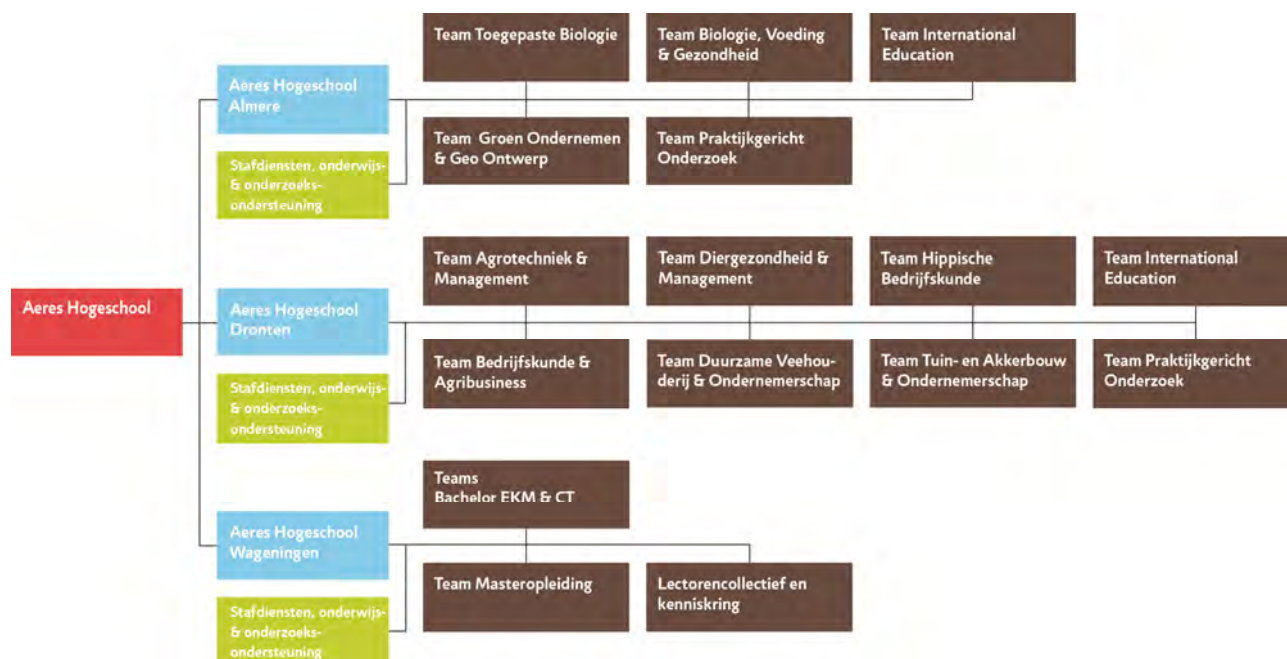 Team Toegepaste Biologie
Team Biologie, Voeding
& Gezondheid
Team International
Education
Aeres Hogeschool
Almere
Team Groen Ondernemen
& Geo Ontwerp
Team Praktijkgericht
Onderzoek
Stafdiensten, onderwijs-
& onderzoeks-
ondersteuning
Team Agrotechniek &
Management
Team Diergezondheid &
Management
Team Hippische
Bedrijfskunde
Team International
Education
Aeres Hogeschool
Aeres Hogeschool
Dronten
Team Bedrijfskunde &
Agribusiness
Team Duurzame Veehou-
derij & Ondernemerschap
Team Tuin- en Akkerbouw
& Ondernemerschap
Team Praktijkgericht
Onderzoek
Stafdiensten, onderwijs-
& onderzoeks-
ondersteuning
Teams
Bachelor EKM & CT
Aeres Hogeschool
Wageningen
Team Masteropleiding
Lectorencollectief en
kenniskring
Stafdiensten, onderwijs-
& onderzoeks-
ondersteuning